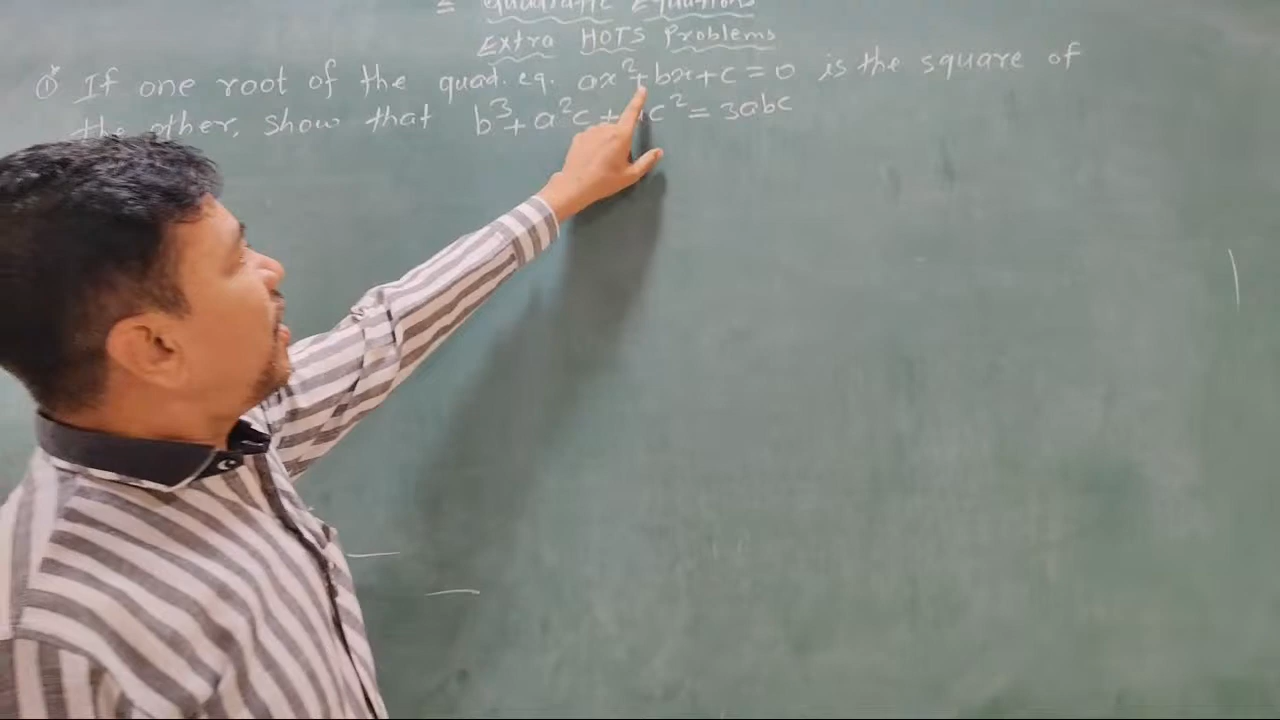 = Quadratic Equations
Extra HOTS Problems
①* If one root of the quad. eq. ax²+bx+c=0 is the square of
the other, show that b³+a²c+ c²=3abc